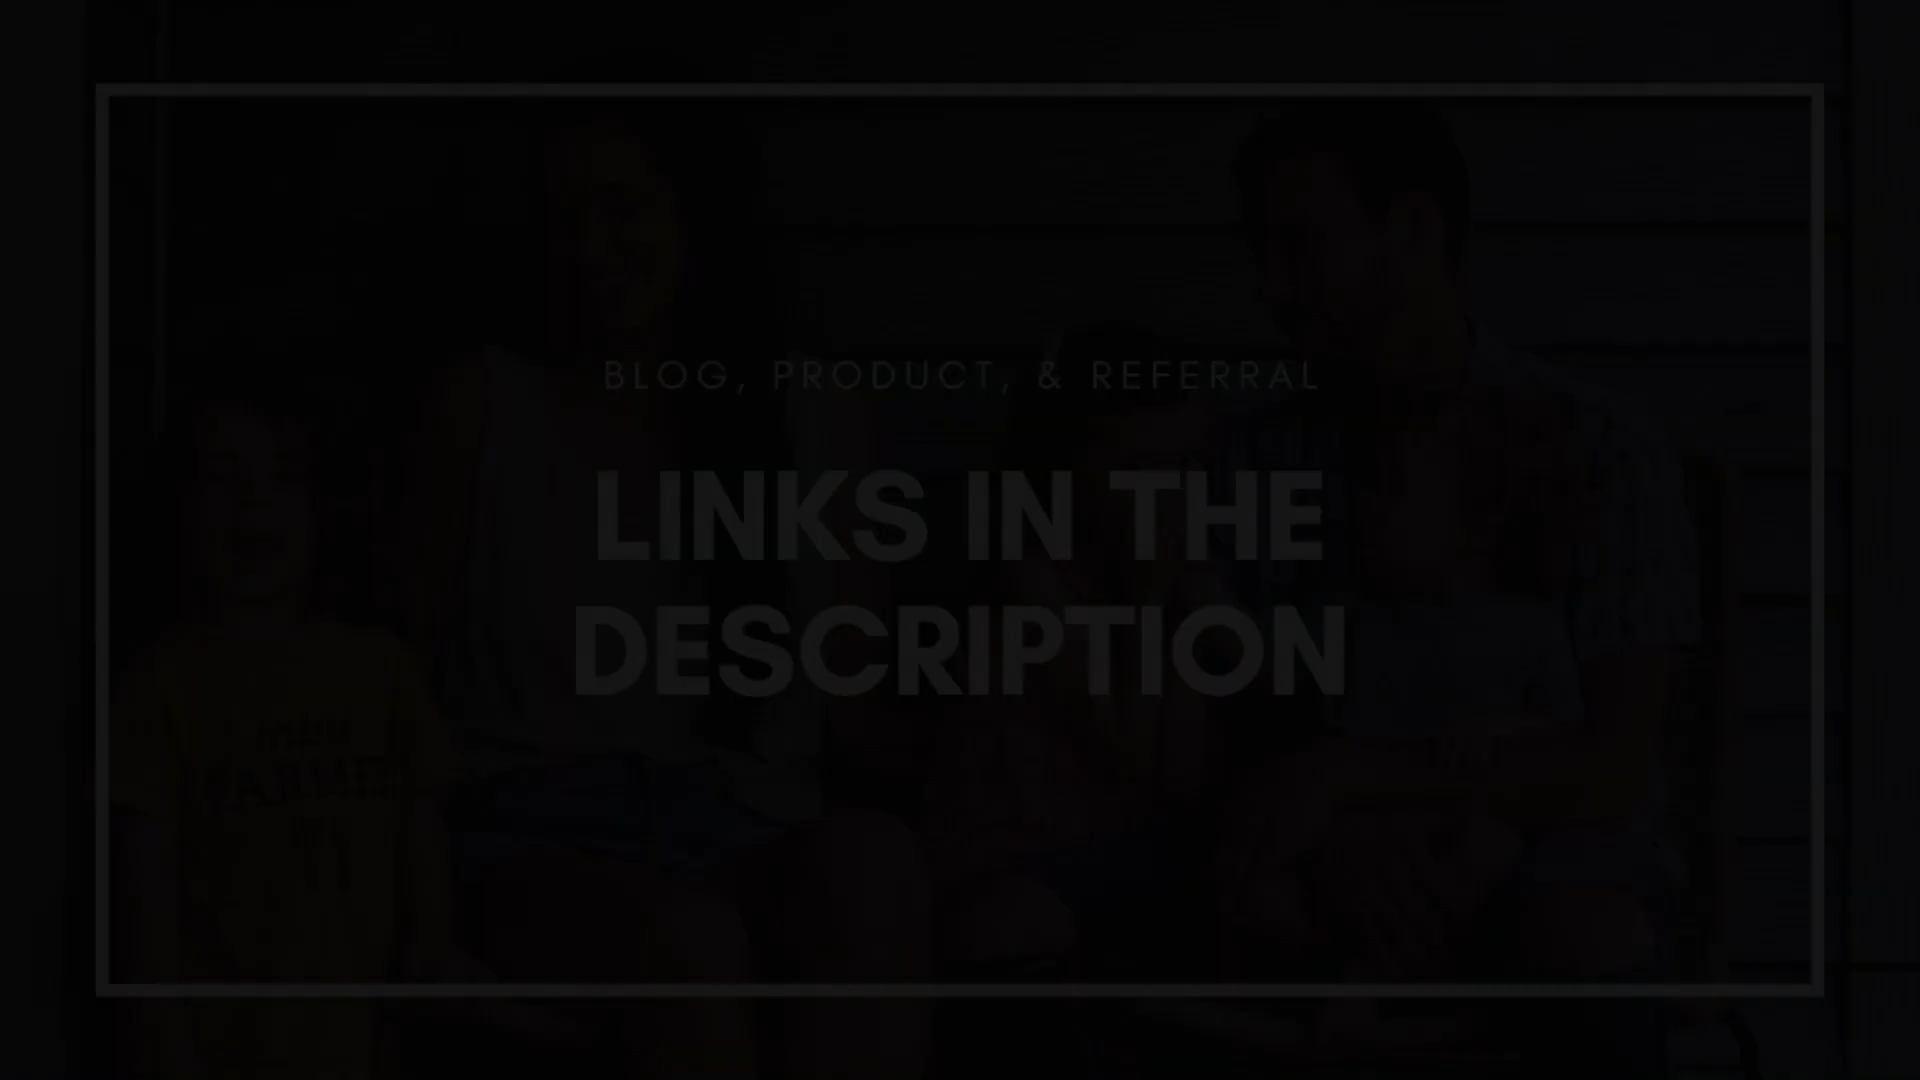 BLOG, PRODUCT, & REFERRAL
LINKS IN THE
DESCRIPTION